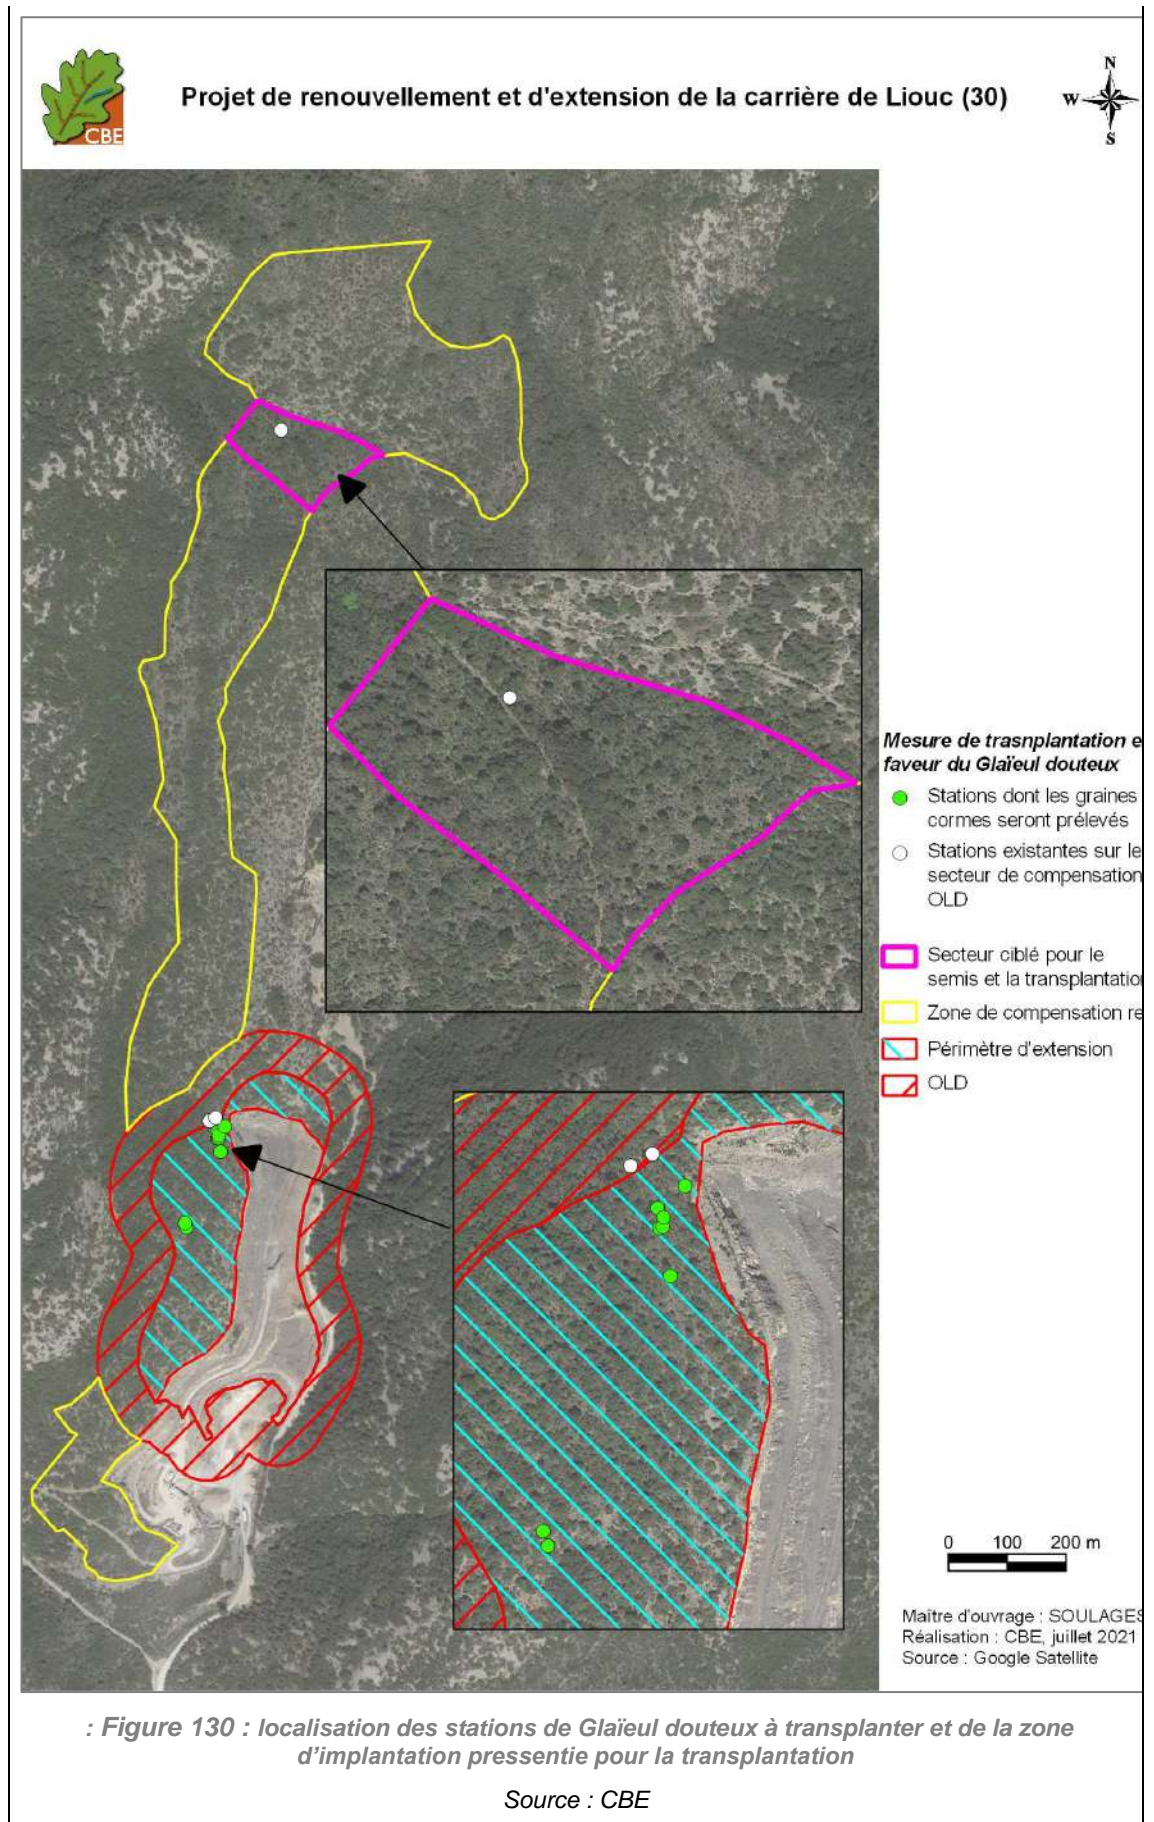 CBE
Projet de renouvellement et d'extension de la carrière de Liouc (30)
N
W
S
Mesure de trasnplantation e
faveur du Glaïeul douteux
Stations dont les graines
cormes seront prélevés
Stations existantes sur le
secteur de compensation
OLD
Secteur ciblé pour le
semis et la transplantation
Zone de compensation re
Périmètre d'extension
OLD
0 100 200 m
Maître d'ouvrage : SOULAGES
Réalisation : CBE, juillet 2021
Source : Google Satellite
: Figure 130 : localisation des stations de Glaïeul douteux à transplanter et de la zone
d'implantation pressentie pour la transplantation
Source : CBE